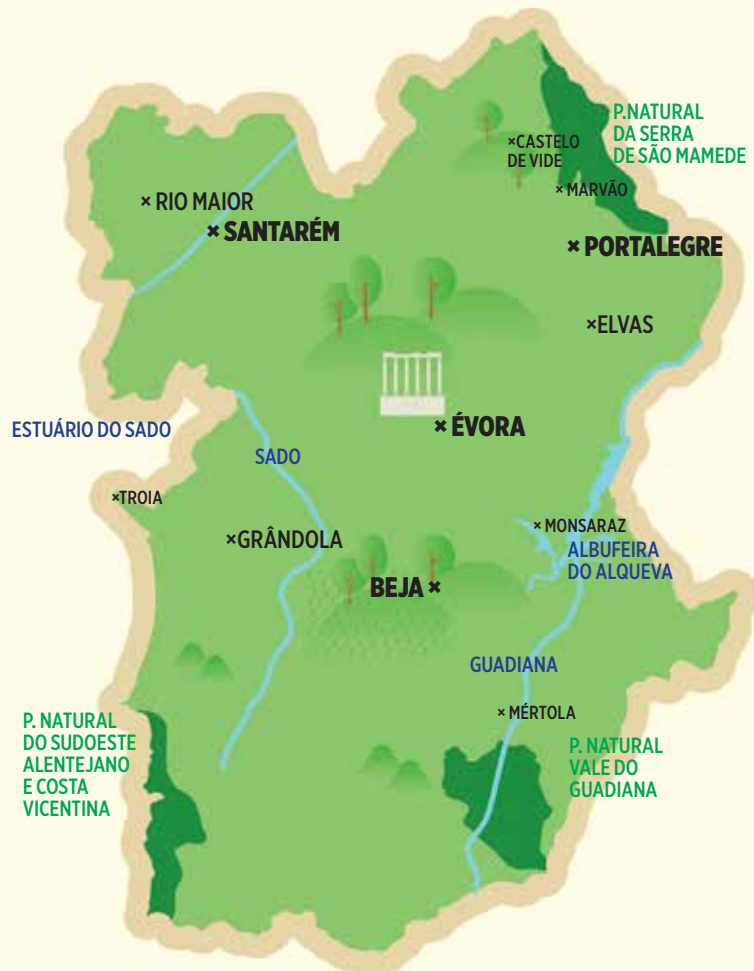 P.NATURAL
DA SERRA
DE SÃO MAMEDE
×CASTELO
DE VIDE
× MARVÃO
× RIO MAIOR
× SANTARÉM
× PORTALEGRE
×ELVAS
ESTUÁRIO DO SADO
× ÉVORA
SADO
×TROIA
×GRÂNDOLA
× MONSARAZ
ALBUFEIRA
DO ALQUEVA
BEJA ×
GUADIANA
× MÉRTOLA
P. NATURAL
DO SUDOESTE
ALENTEJANO
E COSTA
VICENTINA
P. NATURAL
VALE DO
GUADIANA